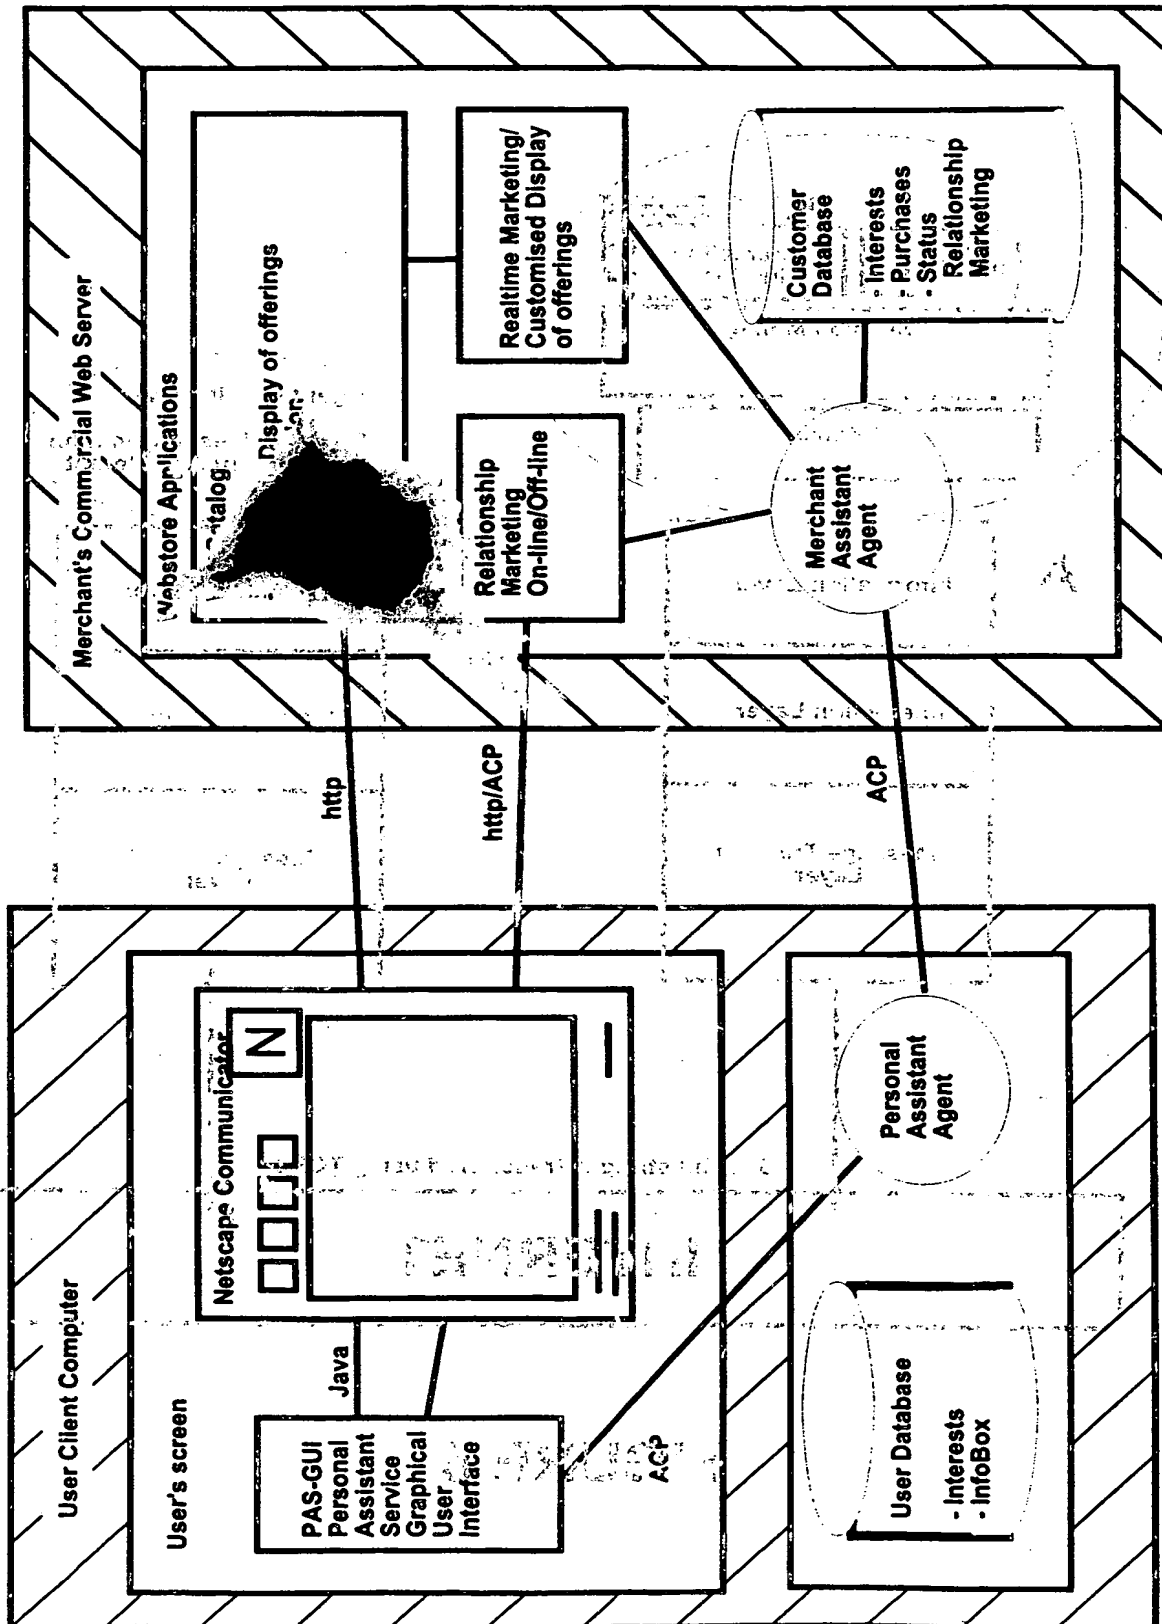 User Client Computer
User's screen
PAS-GUI
Personal
Assistant
Service
Graphical
User
Interface
Java
Netscape Communicator
N
ACP
User Database
- Interests
- InfoBox
Personal
Assistant
Agent
http
http/ACP
ACP
Merchant's Commercial Web Server
Webstore Applications
Display of offerings
Relationship
Marketing
On-line/Off-line
Realtime Marketing/
Customised Display
of offerings
Merchant
Assistant
Agent
Customer
Database
- Interests
- Purchases
- Status
Relationship
Marketing